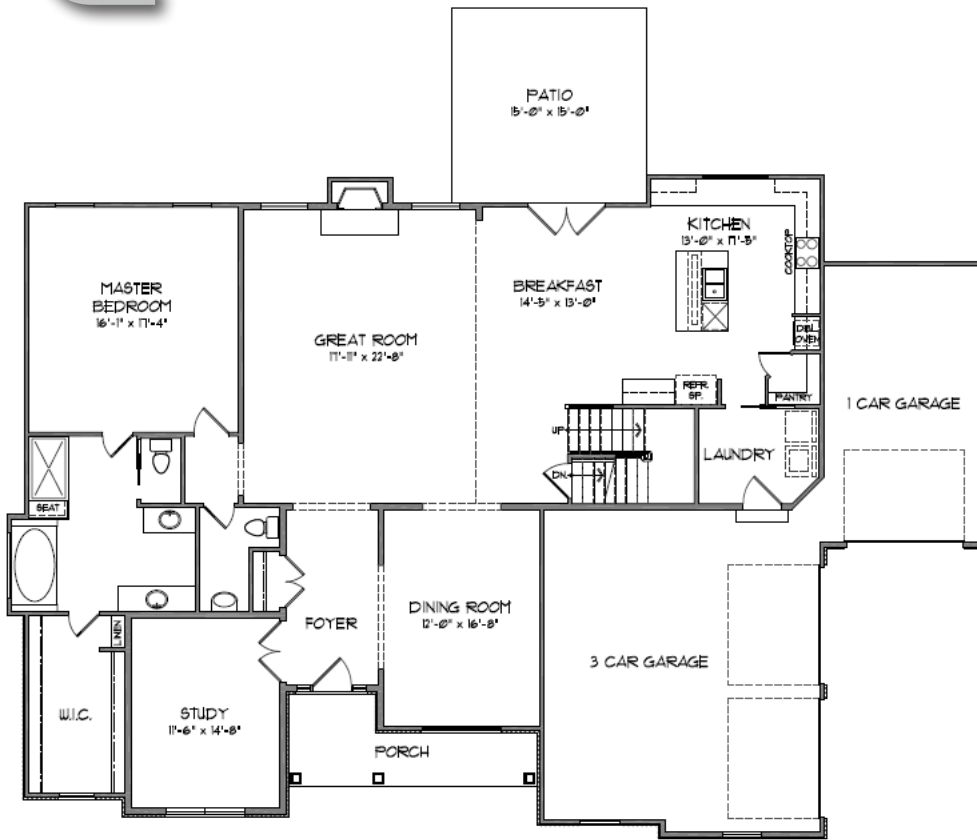 PATIO
15'-0" x 15'-0"
KITCHEN
13'-0" x 17'-5"
COOKTOP
MASTER
BEDROOM
16'-1" x 17'-4"
BREAKFAST
14'-5" x 13'-0"
GREAT ROOM
17'-11" x 22'-8"
DBL
OVEN
REFR.
SP.
PANTRY
1 CAR GARAGE
UP
LAUNDRY
DN.
SEAT
DINING ROOM
12'-0" x 16'-8"
FOYER
LINEN
3 CAR GARAGE
W.I.C.
STUDY
11'-6" x 14'-8"
PORCH